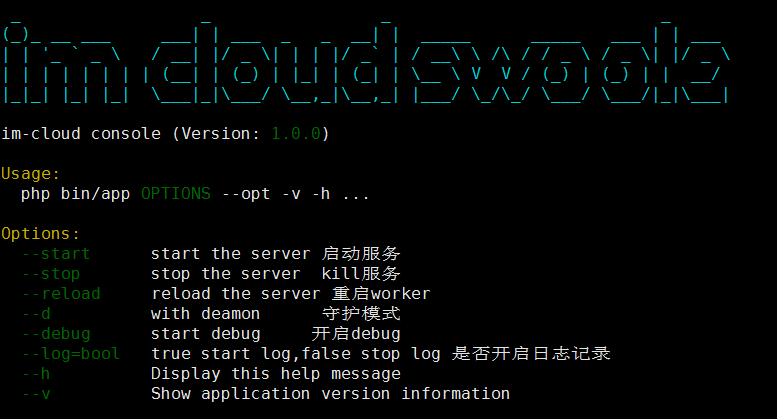 im cloud swoole
im-cloud console (Version: 1.0.0)
Usage:
php bin/app OPTIONS --opt -v -h ...
Options:
--start start the server 启动服务
--stop stop the server kill服务
--reload reload the server 重启worker
--d with deamon 守护模式
--debug start debug 开启debug
--log=bool true start log,false stop log 是否开启日志记录
--h Display this help message
--v Show application version information